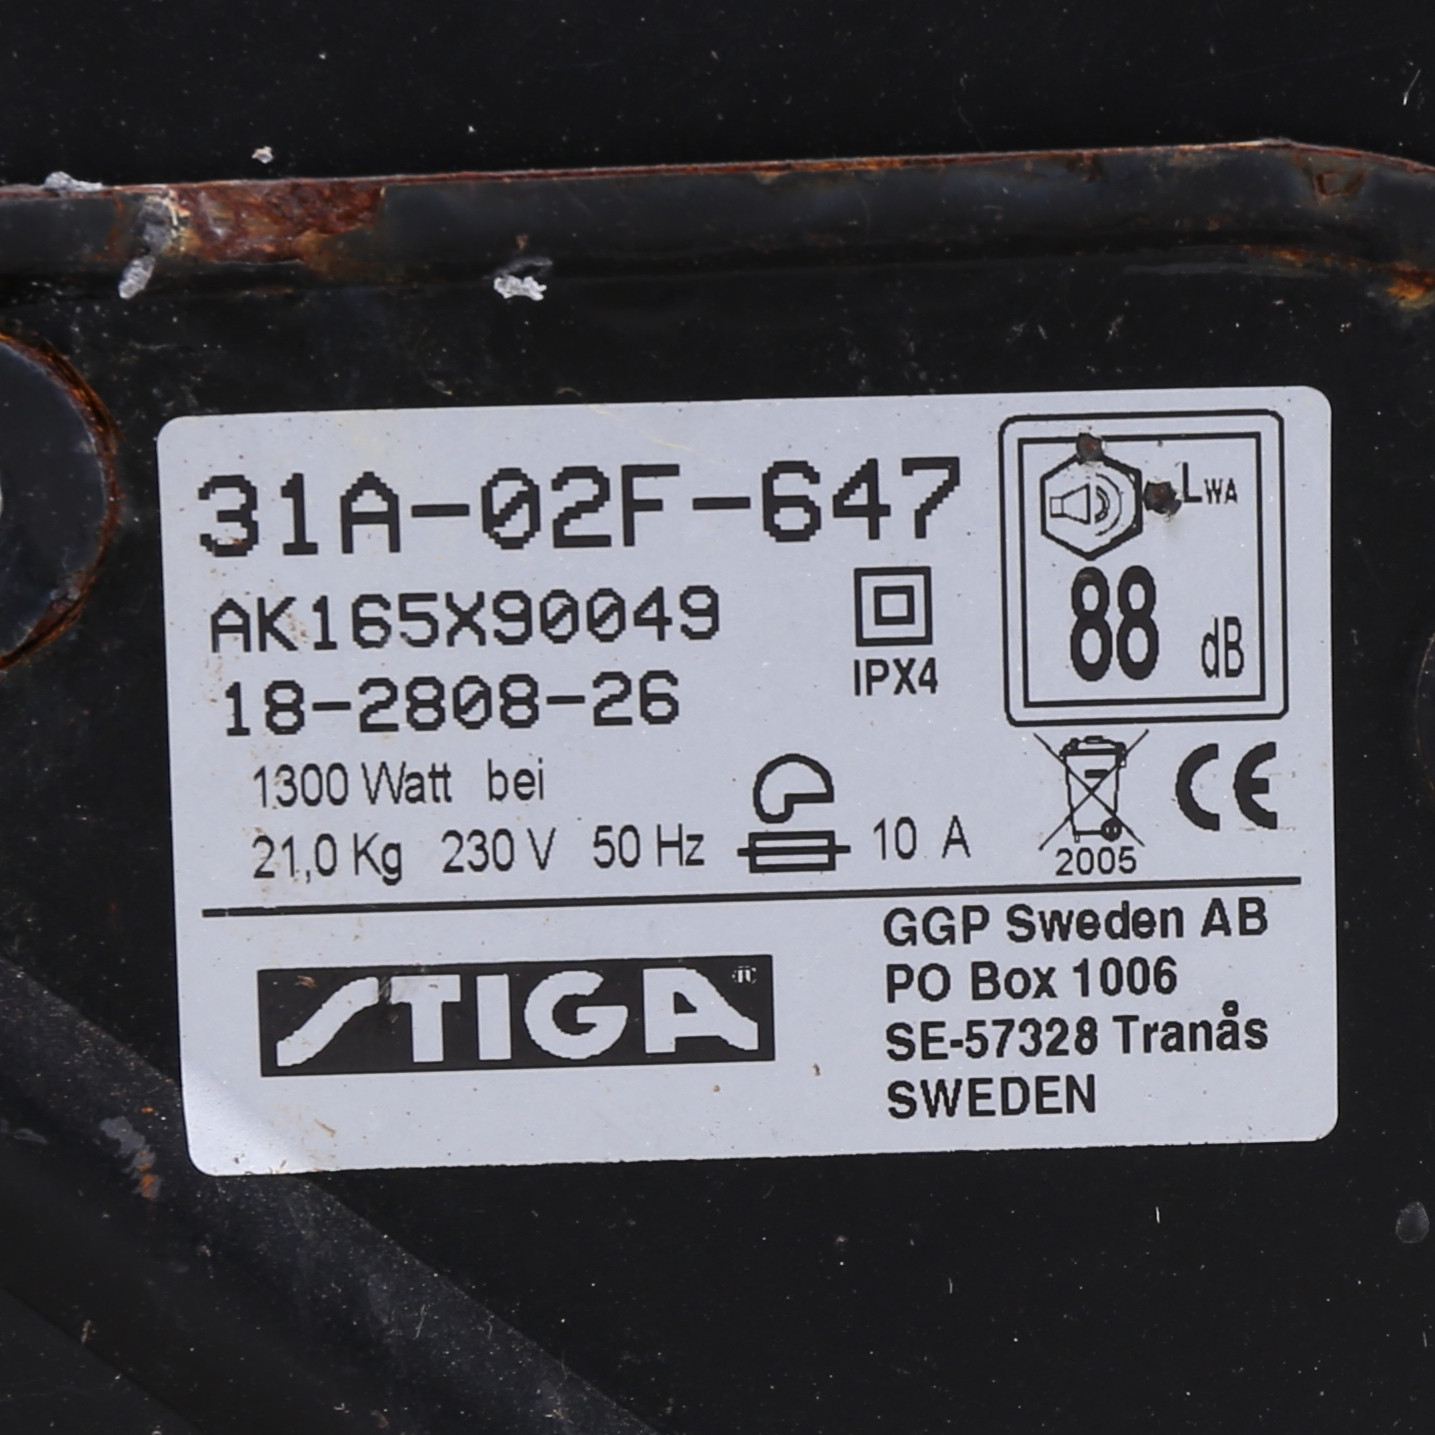 31A-02F-647
LWA
AK165X90049
88 dB
IPX4
18-2808-26
1300 Watt bei
21,0 Kg 230 V 50 Hz 10 A
2005
CE
STIGA®
GGP Sweden AB
PO Box 1006
SE-57328 Tranås
SWEDEN